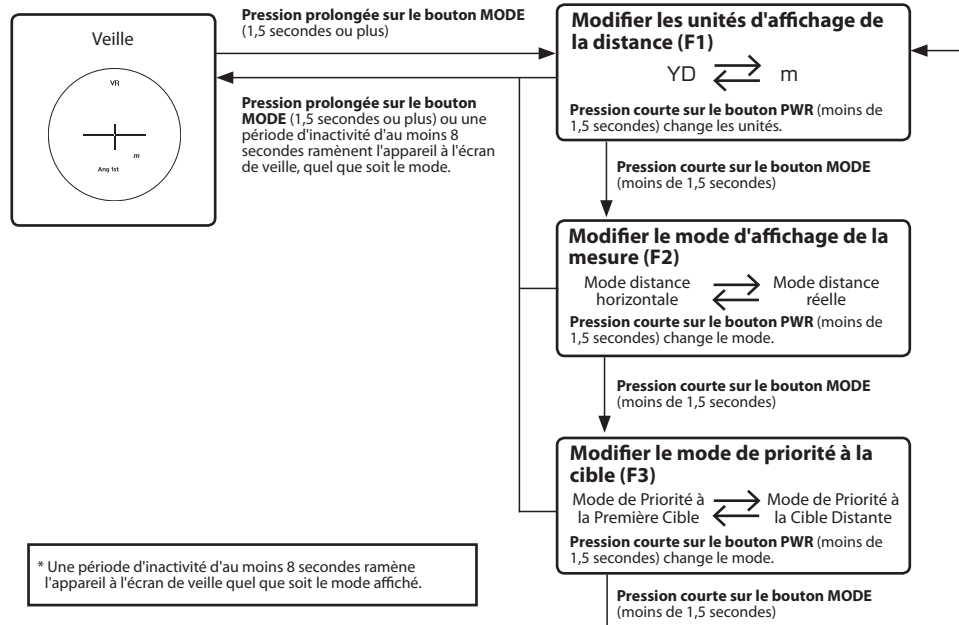 Veille
VR
m
Ang 1st
Pression prolongée sur le bouton MODE
(1,5 secondes ou plus)
Pression prolongée sur le bouton
MODE (1,5 secondes ou plus) ou une
période d'inactivité d'au moins 8
secondes ramènent l'appareil à l'écran
de veille, quel que soit le mode.
Modifier les unités d'affichage de
la distance (F1)
YD m
Pression courte sur le bouton PWR (moins de
1,5 secondes) change les unités.
Pression courte sur le bouton MODE
(moins de 1,5 secondes)
Modifier le mode d'affichage de la
mesure (F2)
Mode distance Mode distance
horizontale réelle
Pression courte sur le bouton PWR (moins de
1,5 secondes) change le mode.
Pression courte sur le bouton MODE
(moins de 1,5 secondes)
Modifier le mode de priorité à la
cible (F3)
Mode de Priorité à Mode de Priorité à
la Première Cible la Cible Distante
Pression courte sur le bouton PWR (moins de
1,5 secondes) change le mode.
Pression courte sur le bouton MODE
(moins de 1,5 secondes)
* Une période d'inactivité d'au moins 8 secondes ramène
l'appareil à l'écran de veille quel que soit le mode affiché.